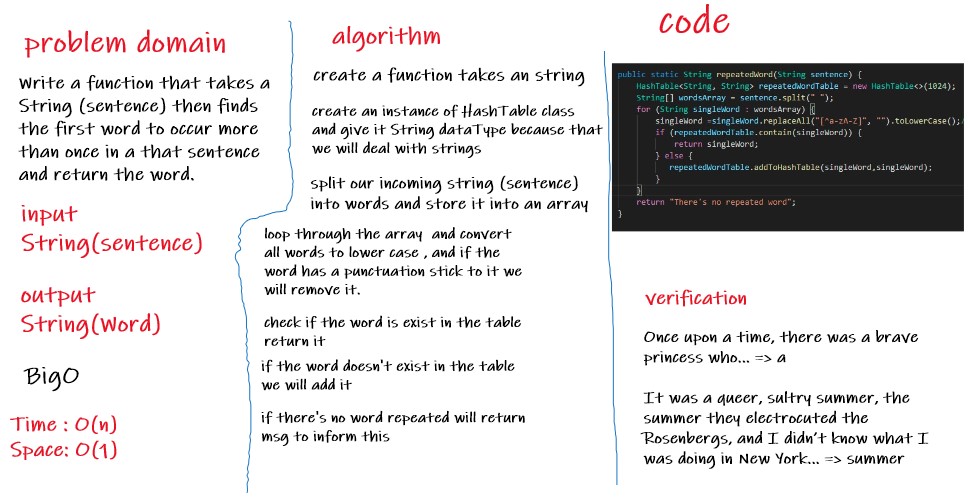 problem domain
Write a function that takes a
String (sentence) then finds
the first word to occur more
than once in a that sentence
and return the word.
input
String(sentence)
output
String(Word)
BigO
Time : O(n)
Space: O(1)
algorithm
create a function takes an string
create an instance of HashTable class
and give it String dataType because that
we will deal with strings
split our incoming string (sentence)
into words and store it into an array
loop through the array and convert
all words to lower case , and if the
word has a punctuation stick to it we
will remove it.
check if the word is exist in the table
return it
if the word doesn't exist in the table
we will add it
if there's no word repeated will return
msg to inform this
code
public static String repeatedWord(String sentence) {
HashTable<String, String> repeatedWordTable = new HashTable<>(1024);
String[] wordsArray = sentence.split(" ");
for (String singleWord : wordsArray) {
singleWord =singleWord.replaceAll("[^a-zA-Z]", "").toLowerCase();
if (repeatedWordTable.contain(singleWord)) {
return singleWord;
} else {
repeatedWordTable.addToHashTable(singleWord,singleWord);
}
}
return "There's no repeated word";
}
verification
Once upon a time, there was a brave
princess who... => a
It was a queer, sultry summer, the
summer they electrocuted the
Rosenbergs, and I didn't know what I
was doing in New York... => summer